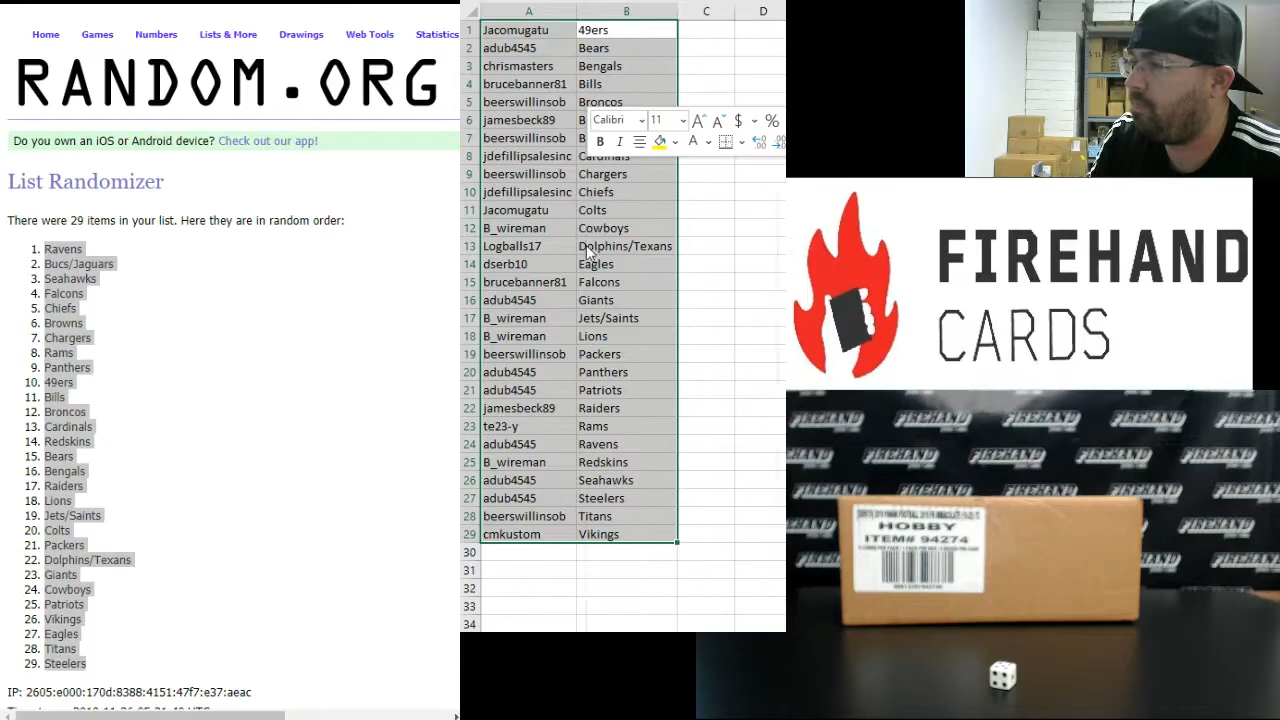 Home Games Numbers Lists & More Drawings Web Tools Statistics
RANDOM.ORG
Do you own an iOS or Android device? Check out our app!
List Randomizer
There were 29 items in your list. Here they are in random order:
1. Ravens
2. Bucs/Jaguars
3. Seahawks
4. Falcons
5. Chiefs
6. Browns
7. Chargers
8. Rams
9. Panthers
10. 49ers
11. Bills
12. Broncos
13. Cardinals
14. Redskins
15. Bears
16. Bengals
17. Raiders
18. Lions
19. Jets/Saints
20. Colts
21. Packers
22. Dolphins/Texans
23. Giants
24. Cowboys
25. Patriots
26. Vikings
27. Eagles
28. Titans
29. Steelers
IP: 2605:e000:170d:8388:4151:47f7:e37:aeac
A B C D
1 Jacomugatu 49ers
2 adub4545 Bears
3 chrismasters Bengals
4 brucebanner81 Bills
5 beerswillinsob Broncos
6 jamesbeck89 B
7 beerswillinsob B
8 jdefillipsalesinc Cardinals
9 beerswillinsob Chargers
10 jdefillipsalesinc Chiefs
11 Jacomugatu Colts
12 B_wireman Cowboys
13 Logballs17 Dolphins/Texans
14 dserb10 Eagles
15 brucebanner81 Falcons
16 adub4545 Giants
17 B_wireman Jets/Saints
18 B_wireman Lions
19 beerswillinsob Packers
20 adub4545 Panthers
21 adub4545 Patriots
22 jamesbeck89 Raiders
23 te23-y Rams
24 adub4545 Ravens
25 B_wireman Redskins
26 adub4545 Seahawks
27 adub4545 Steelers
28 beerswillinsob Titans
29 cmkustom Vikings
30
31
32
33
34
Calibri 11 A A $ %
B I A
FIREHAND
CARDS
HOBBY
ITEM# 94274
FIREHAND